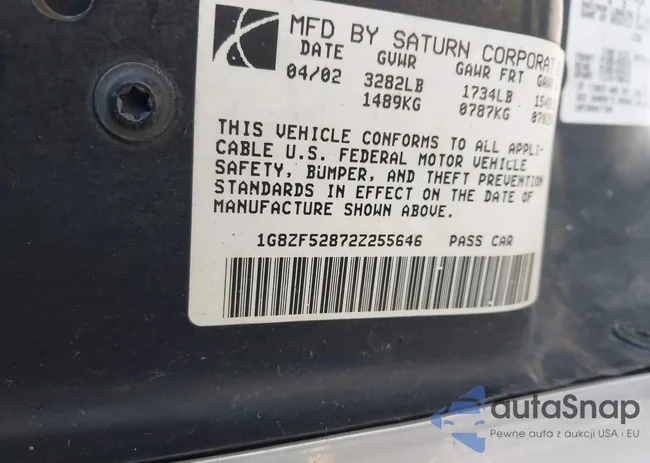 MFD BY SATURN CORPORAT
DATE GVWR GAWR FRT GAWR
04/02 3282LB 1734LB
1489KG 0787KG
THIS VEHICLE CONFORMS TO ALL APPLI-
CABLE U.S. FEDERAL MOTOR VEHICLE
SAFETY, BUMPER, AND THEFT PREVENTION
STANDARDS IN EFFECT ON THE DATE OF
MANUFACTURE SHOWN ABOVE.
1G8ZF52872Z255646 PASS CAR
autaSnap
Pewne auta z aukcji USA i EU